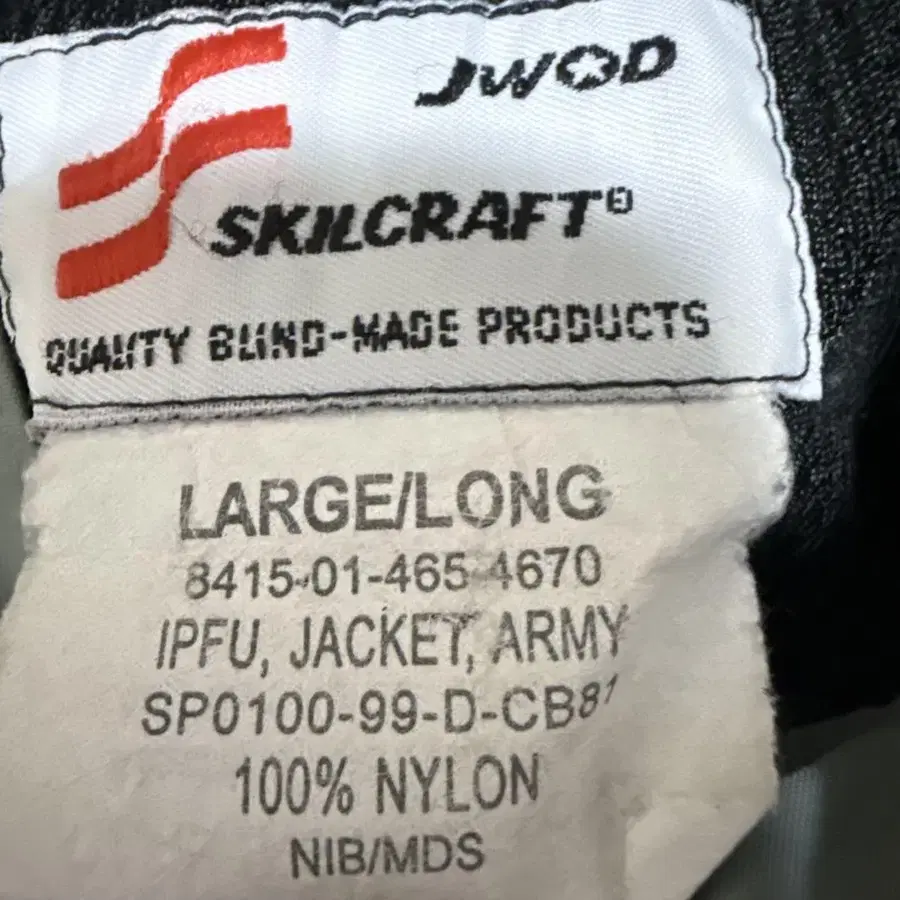 JWOD
SKILCRAFT®
QUALITY BLIND-MADE PRODUCTS
LARGE/LONG
8415-01-465-4670
IPFU, JACKET, ARMY
SP0100-99-D-CB81
100% NYLON
NIB/MDS